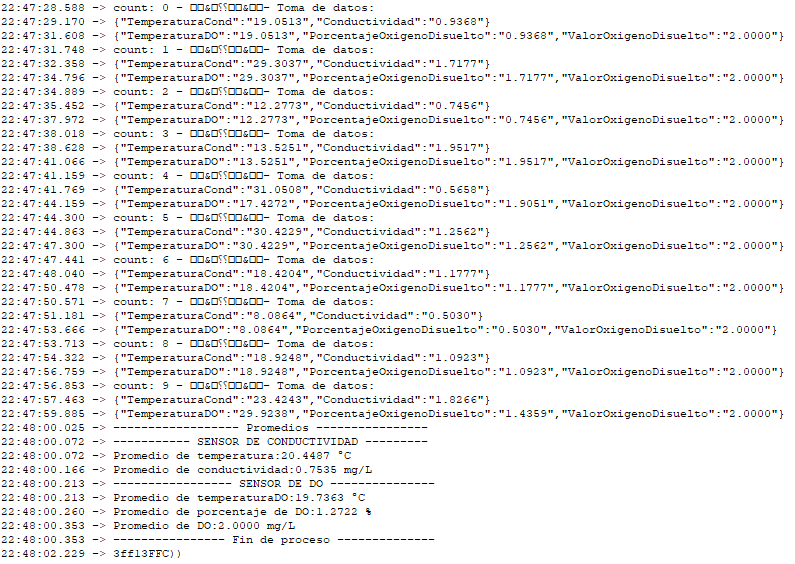 22:47:28.588 -> count: 0 - □□&□⸮⸮□□&□□- Toma de datos:
22:47:29.170 -> {"TemperaturaCond":"19.0513","Conductividad":"0.9368"}
22:47:31.608 -> {"TemperaturaDO":"19.0513","PorcentajeOxigenoDisuelto":"0.9368","ValorOxigenoDisuelto":"2.0000"}
22:47:31.748 -> count: 1 - □□&□⸮⸮□□&□□- Toma de datos:
22:47:32.358 -> {"TemperaturaCond":"29.3037","Conductividad":"1.7177"}
22:47:34.796 -> {"TemperaturaDO":"29.3037","PorcentajeOxigenoDisuelto":"1.7177","ValorOxigenoDisuelto":"2.0000"}
22:47:34.889 -> count: 2 - □□&□⸮⸮□□&□□- Toma de datos:
22:47:35.452 -> {"TemperaturaCond":"12.2773","Conductividad":"0.7456"}
22:47:37.972 -> {"TemperaturaDO":"12.2773","PorcentajeOxigenoDisuelto":"0.7456","ValorOxigenoDisuelto":"2.0000"}
22:47:38.018 -> count: 3 - □□&□⸮⸮□□&□□- Toma de datos:
22:47:38.628 -> {"TemperaturaCond":"13.5251","Conductividad":"1.9517"}
22:47:41.066 -> {"TemperaturaDO":"13.5251","PorcentajeOxigenoDisuelto":"1.9517","ValorOxigenoDisuelto":"2.0000"}
22:47:41.159 -> count: 4 - □□&□⸮⸮□□&□□- Toma de datos:
22:47:41.769 -> {"TemperaturaCond":"31.0508","Conductividad":"0.5658"}
22:47:44.159 -> {"TemperaturaDO":"17.4272","PorcentajeOxigenoDisuelto":"1.9051","ValorOxigenoDisuelto":"2.0000"}
22:47:44.300 -> count: 5 - □□&□⸮⸮□□&□□- Toma de datos:
22:47:44.863 -> {"TemperaturaCond":"30.4229","Conductividad":"1.2562"}
22:47:47.300 -> {"TemperaturaDO":"30.4229","PorcentajeOxigenoDisuelto":"1.2562","ValorOxigenoDisuelto":"2.0000"}
22:47:47.441 -> count: 6 - □□&□⸮⸮□□&□□- Toma de datos:
22:47:48.040 -> {"TemperaturaCond":"18.4204","Conductividad":"1.1777"}
22:47:50.478 -> {"TemperaturaDO":"18.4204","PorcentajeOxigenoDisuelto":"1.1777","ValorOxigenoDisuelto":"2.0000"}
22:47:50.571 -> count: 7 - □□&□⸮⸮□□&□□- Toma de datos:
22:47:51.181 -> {"TemperaturaCond":"8.0864","Conductividad":"0.5030"}
22:47:53.666 -> {"TemperaturaDO":"8.0864","PorcentajeOxigenoDisuelto":"0.5030","ValorOxigenoDisuelto":"2.0000"}
22:47:53.713 -> count: 8 - □□&□⸮⸮□□&□□- Toma de datos:
22:47:54.322 -> {"TemperaturaCond":"18.9248","Conductividad":"1.0923"}
22:47:56.759 -> {"TemperaturaDO":"18.9248","PorcentajeOxigenoDisuelto":"1.0923","ValorOxigenoDisuelto":"2.0000"}
22:47:56.853 -> count: 9 - □□&□⸮⸮□□&□□- Toma de datos:
22:47:57.463 -> {"TemperaturaCond":"23.4243","Conductividad":"1.8266"}
22:47:59.885 -> {"TemperaturaDO":"29.9238","PorcentajeOxigenoDisuelto":"1.4359","ValorOxigenoDisuelto":"2.0000"}
22:48:00.025 -> ------------------ Promedios ----------------
22:48:00.072 -> ----------- SENSOR DE CONDUCTIVIDAD ---------
22:48:00.072 -> Promedio de temperatura:20.4487 °C
22:48:00.166 -> Promedio de conductividad:0.7535 mg/L
22:48:00.213 -> ----------------- SENSOR DE DO ---------------
22:48:00.213 -> Promedio de temperaturaDO:19.7363 °C
22:48:00.260 -> Promedio de porcentaje de DO:1.2722 %
22:48:00.353 -> Promedio de DO:2.0000 mg/L
22:48:00.353 -> ---------------- Fin de proceso --------------
22:48:02.229 -> 3ff13FFC))